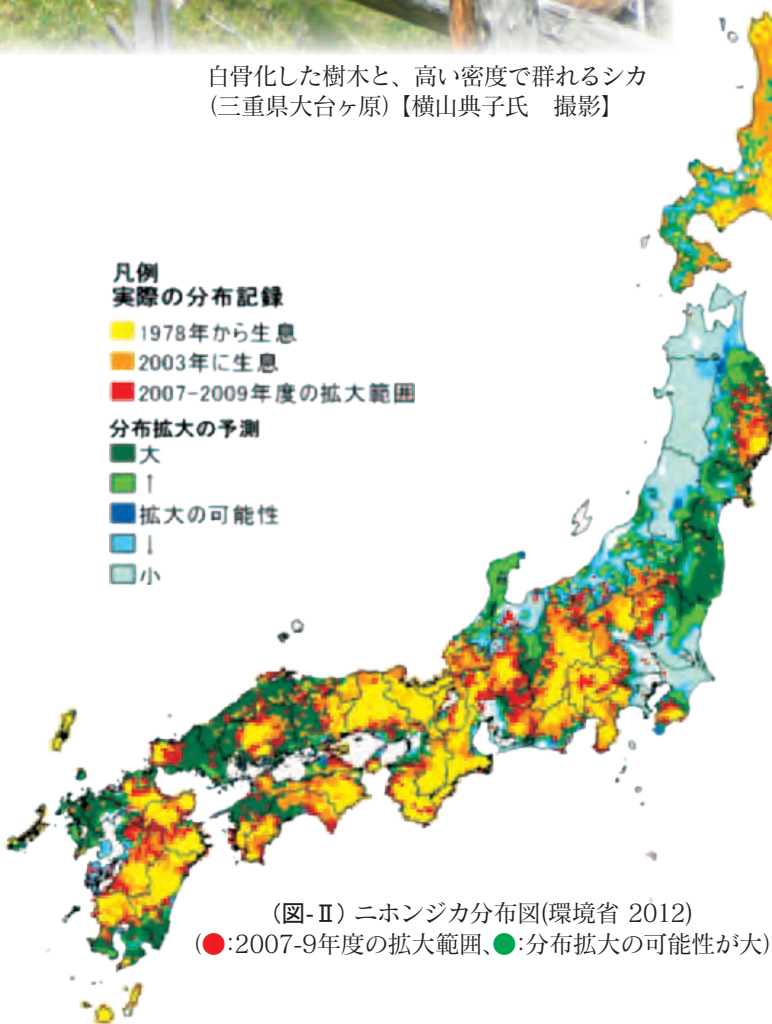 白骨化した樹木と、高い密度で群れるシカ
(三重県大台ヶ原)【横山典子氏　撮影】
凡例
実際の分布記録
1978年から生息
2003年に生息
2007-2009年度の拡大範囲
分布拡大の予測
大
↑
拡大の可能性
↓
小
(図-Ⅱ) ニホンジカ分布図(環境省 2012)
(●:2007-9年度の拡大範囲、●:分布拡大の可能性が大)